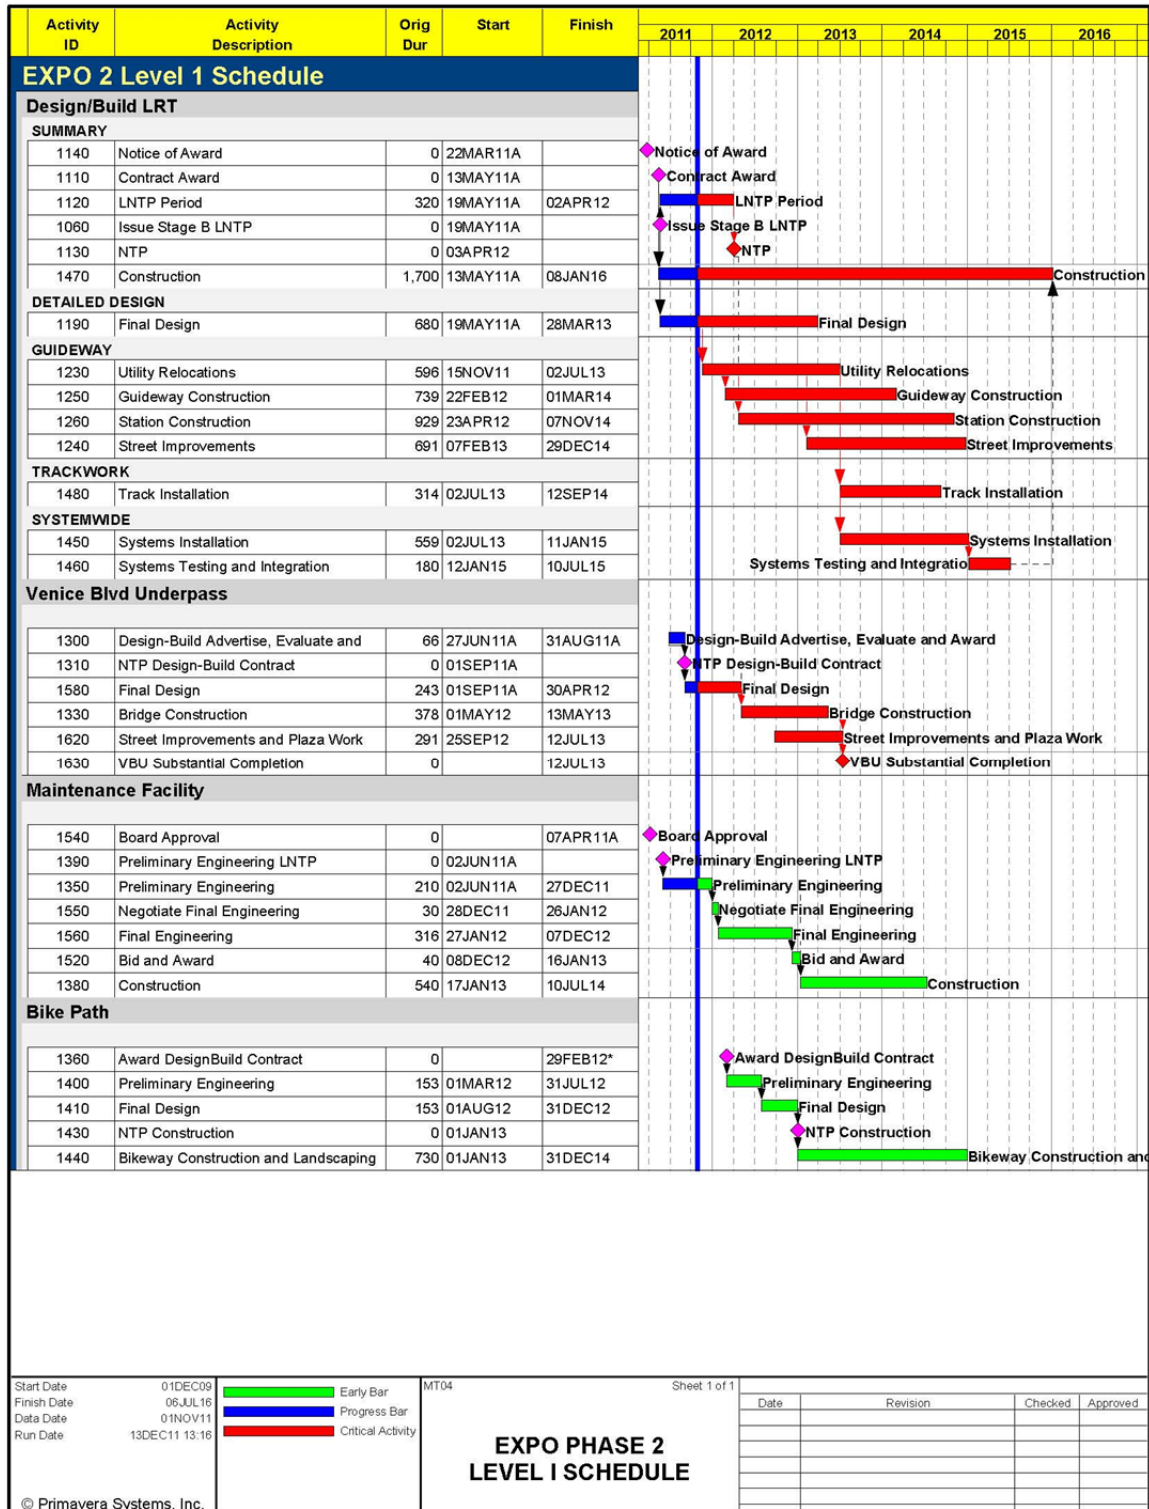 Activity ID Activity Description Orig Dur Start Finish 2011 2012 2013 2014 2015 2016
EXPO 2 Level 1 Schedule
Design/Build LRT
SUMMARY
1140 Notice of Award 0 22MAR11A Notice of Award
1110 Contract Award 0 13MAY11A Contract Award
1120 LNTP Period 320 19MAY11A 02APR12 LNTP Period
1060 Issue Stage B LNTP 0 19MAY11A Issue Stage B LNTP
1130 NTP 0 03APR12 NTP
1470 Construction 1,700 13MAY11A 08JAN16 Construction
DETAILED DESIGN
1190 Final Design 680 19MAY11A 28MAR13 Final Design
GUIDEWAY
1230 Utility Relocations 596 15NOV11 02JUL13 Utility Relocations
1250 Guideway Construction 739 22FEB12 01MAR14 Guideway Construction
1260 Station Construction 929 23APR12 07NOV14 Station Construction
1240 Street Improvements 691 07FEB13 29DEC14 Street Improvements
TRACKWORK
1480 Track Installation 314 02JUL13 12SEP14 Track Installation
SYSTEMWIDE
1450 Systems Installation 559 02JUL13 11JAN15 Systems Installation
1460 Systems Testing and Integration 180 12JAN15 10JUL15 Systems Testing and Integratio
Venice Blvd Underpass
1300 Design-Build Advertise, Evaluate and 66 27JUN11A 31AUG11A Design-Build Advertise, Evaluate and Award
1310 NTP Design-Build Contract 0 01SEP11A NTP Design-Build Contract
1580 Final Design 243 01SEP11A 30APR12 Final Design
1330 Bridge Construction 378 01MAY12 13MAY13 Bridge Construction
1620 Street Improvements and Plaza Work 291 25SEP12 12JUL13 Street Improvements and Plaza Work
1630 VBU Substantial Completion 0 12JUL13 VBU Substantial Completion
Maintenance Facility
1540 Board Approval 0 07APR11A Board Approval
1390 Preliminary Engineering LNTP 0 02JUN11A Preliminary Engineering LNTP
1350 Preliminary Engineering 210 02JUN11A 27DEC11 Preliminary Engineering
1550 Negotiate Final Engineering 30 28DEC11 26JAN12 Negotiate Final Engineering
1560 Final Engineering 316 27JAN12 07DEC12 Final Engineering
1520 Bid and Award 40 08DEC12 16JAN13 Bid and Award
1380 Construction 540 17JAN13 10JUL14 Construction
Bike Path
1360 Award DesignBuild Contract 0 29FEB12* Award DesignBuild Contract
1400 Preliminary Engineering 153 01MAR12 31JUL12 Preliminary Engineering
1410 Final Design 153 01AUG12 31DEC12 Final Design
1430 NTP Construction 0 01JAN13 NTP Construction
1440 Bikeway Construction and Landscaping 730 01JAN13 31DEC14 Bikeway Construction and
Start Date 01DEC09
Finish Date 06JUL16
Data Date 01NOV11
Run Date 13DEC11 13:16
© Primavera Systems, Inc.
Early Bar
Progress Bar
Critical Activity
MT04 Sheet 1 of 1
EXPO PHASE 2
LEVEL I SCHEDULE
Date Revision Checked Approved